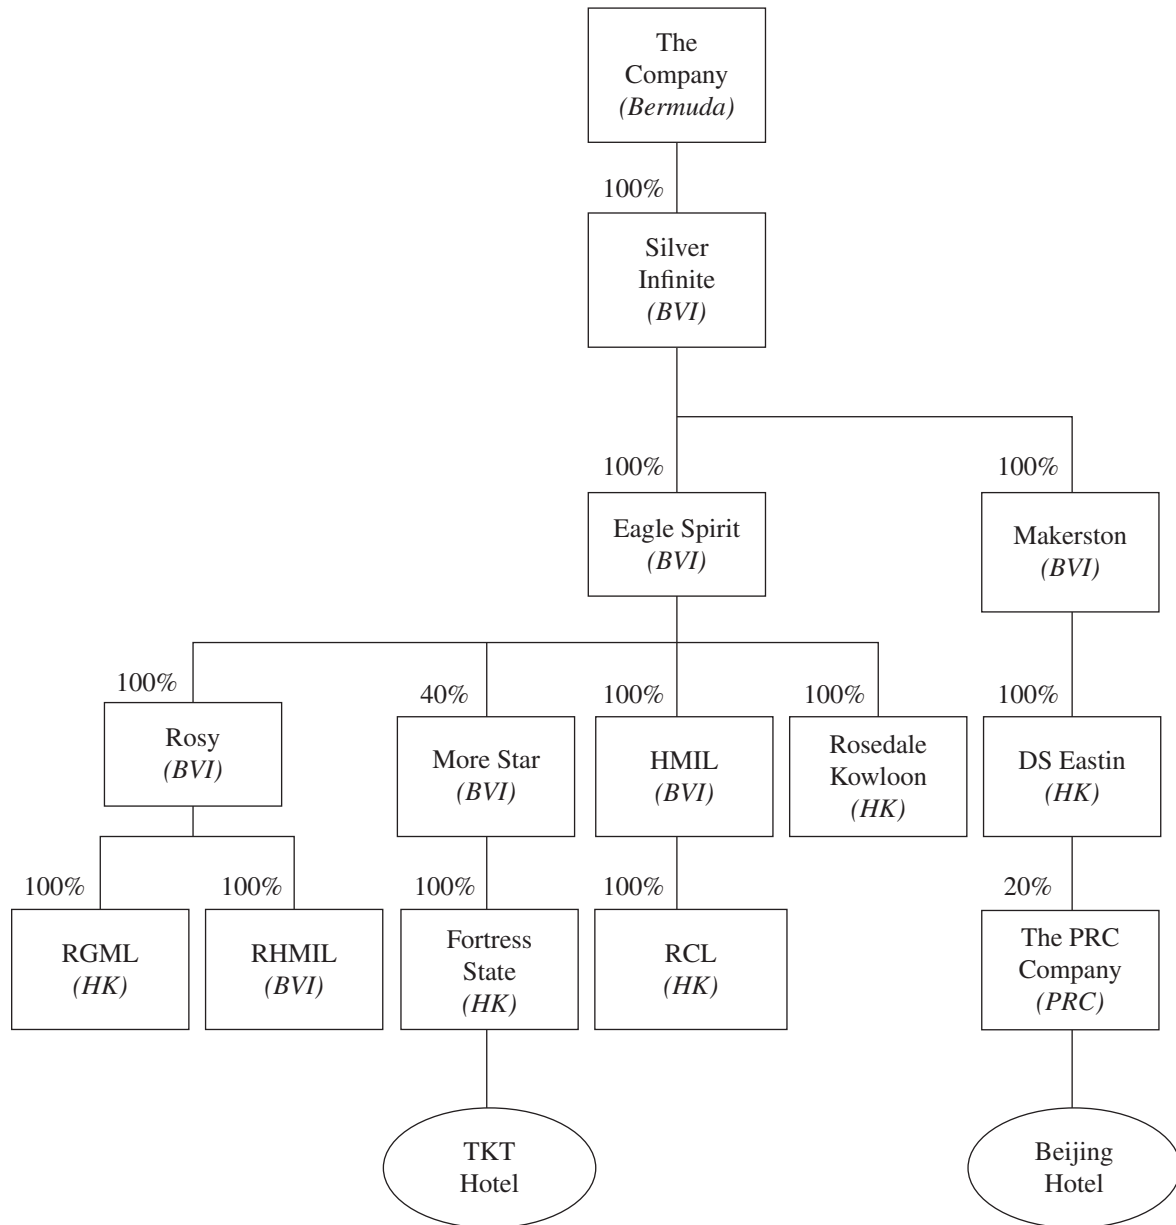 The
Company
(Bermuda)
100%
Silver
Infinite
(BVI)
100%
100%
Eagle Spirit
(BVI)
Makerston
(BVI)
100%
40%
100%
100%
100%
Rosy
(BVI)
More Star
(BVI)
HMIL
(BVI)
Rosedale
Kowloon
(HK)
DS Eastin
(HK)
100%
100%
100%
100%
20%
RGML
(HK)
RHMIL
(BVI)
Fortress
State
(HK)
RCL
(HK)
The PRC
Company
(PRC)
TKT
Hotel
Beijing
Hotel